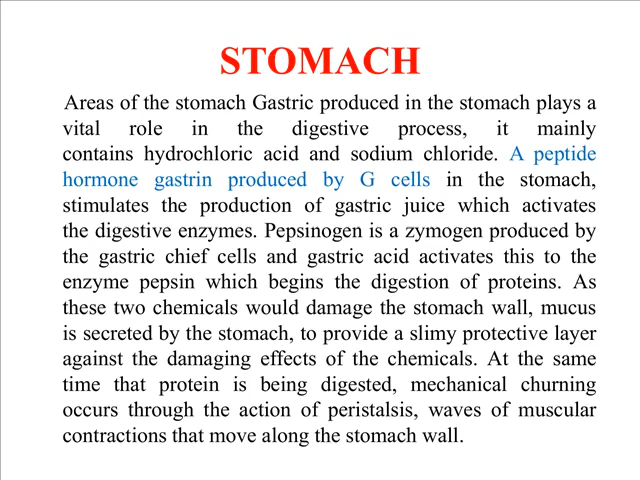 STOMACH
Areas of the stomach Gastric produced in the stomach plays a
vital role in the digestive process, it mainly
contains hydrochloric acid and sodium chloride. A peptide
hormone gastrin produced by G cells in the stomach,
stimulates the production of gastric juice which activates
the digestive enzymes. Pepsinogen is a zymogen produced by
the gastric chief cells and gastric acid activates this to the
enzyme pepsin which begins the digestion of proteins. As
these two chemicals would damage the stomach wall, mucus
is secreted by the stomach, to provide a slimy protective layer
against the damaging effects of the chemicals. At the same
time that protein is being digested, mechanical churning
occurs through the action of peristalsis, waves of muscular
contractions that move along the stomach wall.